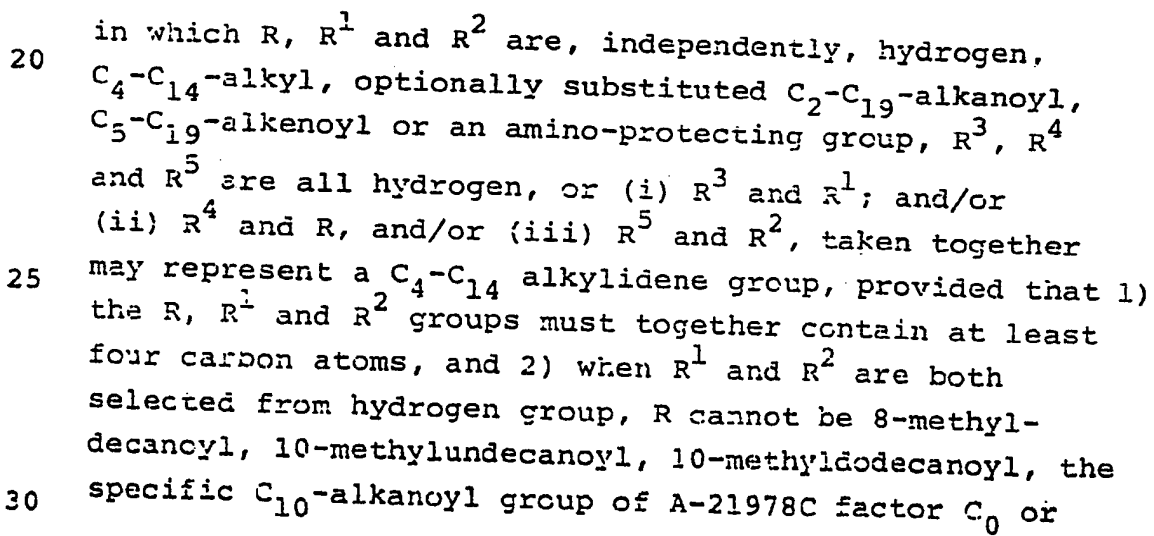 20 in which R, R¹ and R² are, independently, hydrogen,
C₄-C₁₄-alkyl, optionally substituted C₂-C₁₉-alkanoyl,
C₅-C₁₉-alkenoyl or an amino-protecting group, R³, R⁴
and R⁵ are all hydrogen, or (i) R³ and R¹; and/or
(ii) R⁴ and R, and/or (iii) R⁵ and R², taken together
25 may represent a C₄-C₁₄ alkylidene group, provided that 1)
the R, R¹ and R² groups must together contain at least
four carbon atoms, and 2) when R¹ and R² are both
selected from hydrogen group, R cannot be 8-methyl-
decanoyl, 10-methylundecanoyl, 10-methyldodecanoyl, the
30 specific C₁₀-alkanoyl group of A-21978C factor C₀ or